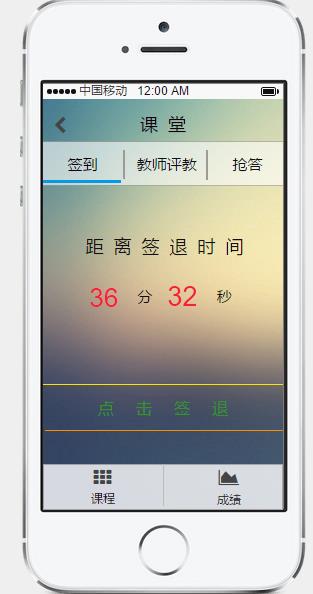 中国移动 12:00 AM
课堂
签到 教师评教 抢答
距离签退时间
36 分 32 秒
点击签退
课程 成绩